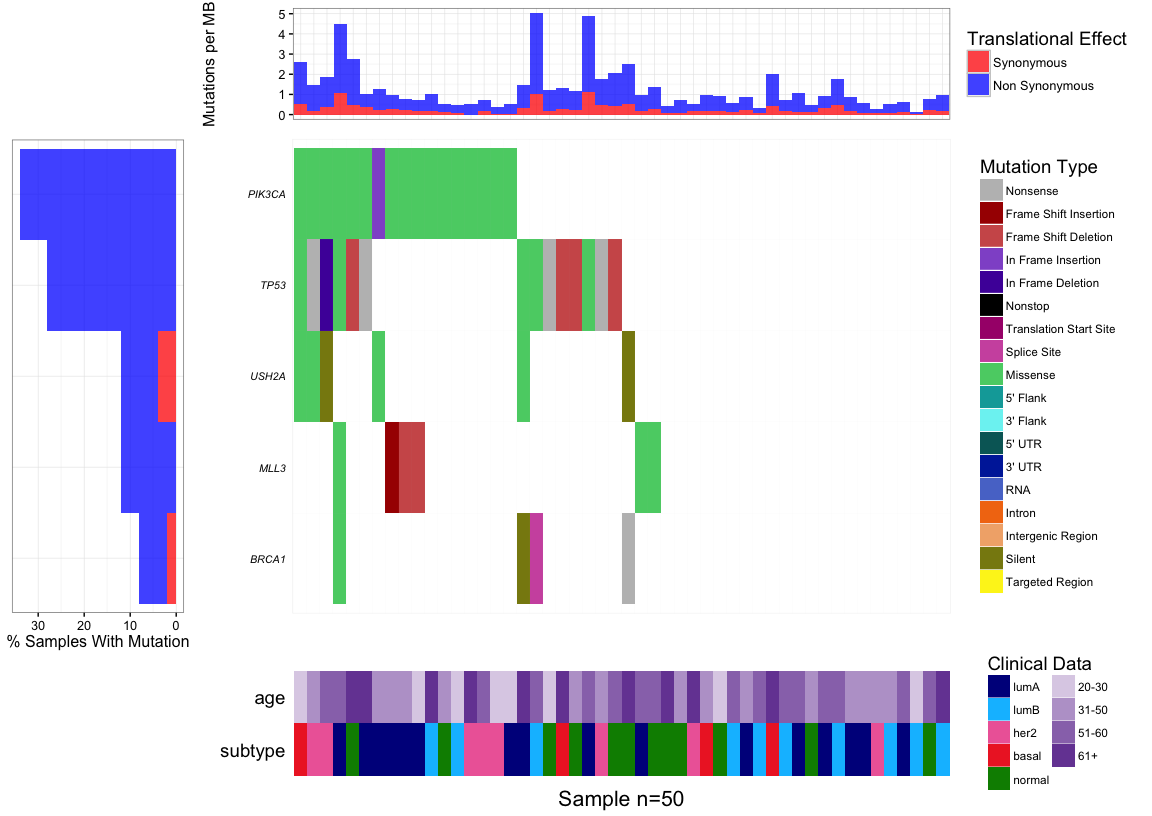 Mutations per MB
5
4
3
2
1
0
Translational Effect
Synonymous
Non Synonymous
PIK3CA
TP53
USH2A
MLL3
BRCA1
30 20 10 0
% Samples With Mutation
Mutation Type
Nonsense
Frame Shift Insertion
Frame Shift Deletion
In Frame Insertion
In Frame Deletion
Nonstop
Translation Start Site
Splice Site
Missense
5' Flank
3' Flank
5' UTR
3' UTR
RNA
Intron
Intergenic Region
Silent
Targeted Region
age
subtype
Sample n=50
Clinical Data
lumA 20-30
lumB 31-50
her2 51-60
basal 61+
normal